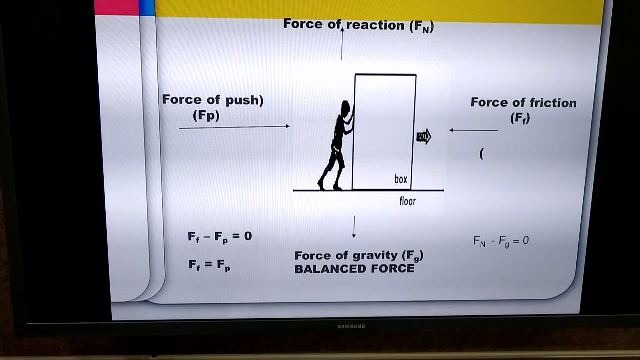 Force of reaction (FN)
Force of push)
(Fp)
Force of friction
(Ff)
(
box
floor
Ff – Fp = 0
Ff = Fp
Force of gravity (Fg)
BALANCED FORCE
FN - Fg = 0
SAMSUNG